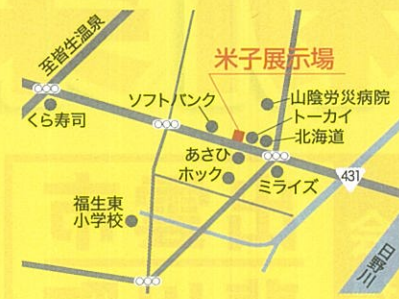 至皆生温泉
米子展示場
くら寿司
ソフトバンク
山陰労災病院
トーカイ
北海道
あさひ
ホック
ミライズ
431
福生東
小学校
日野川